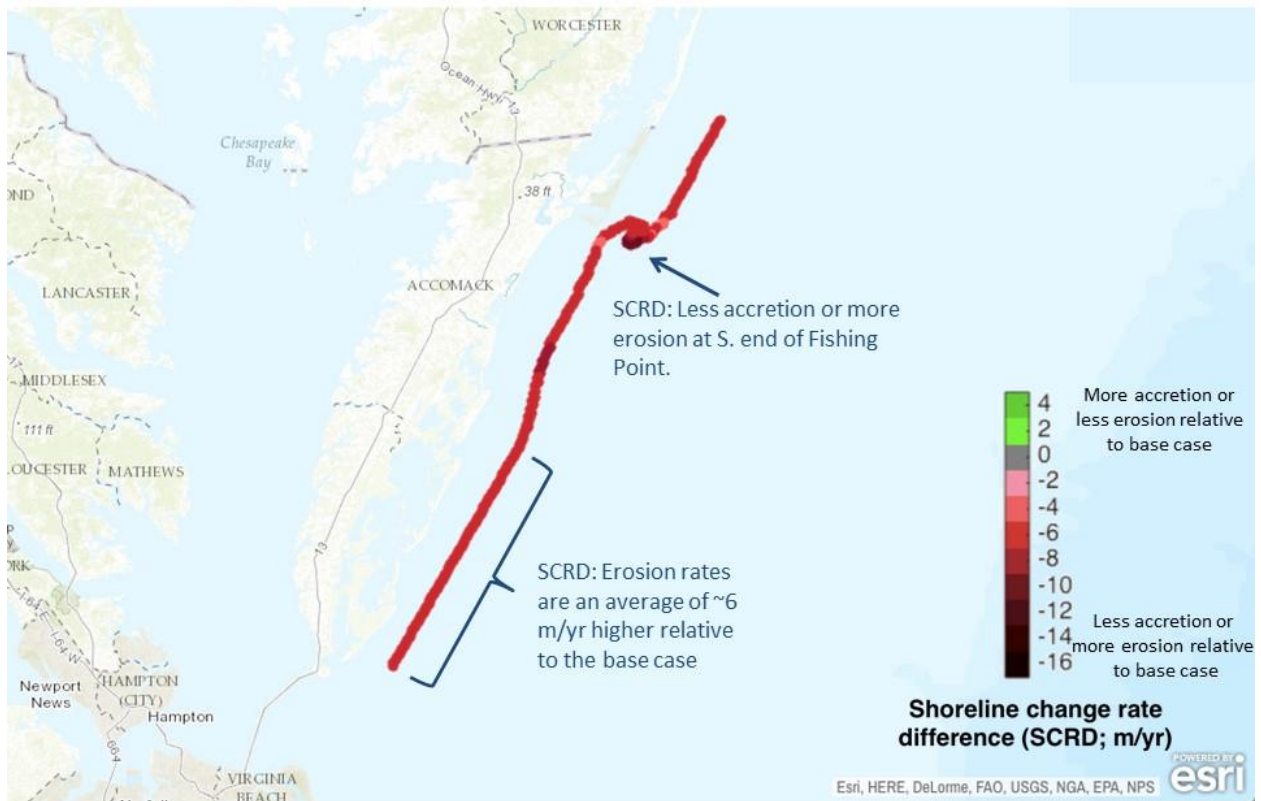 WORCESTER
Ocean Hwy
13
Chesapeake
Bay
38 ft
OND
ACCOMACK
LANCASTER
SCRD: Less accretion or more
erosion at S. end of Fishing
Point.
17
MIDDLESEX
111 ft
OUCESTER
MATHEWS
4
2
0
-2
-4
-6
-8
-10
-12
-14
-16
More accretion or
less erosion relative
to base case
Less accretion or
more erosion relative
to base case
13
SCRD: Erosion rates
are an average of ~6
m/yr higher relative
to the base case
ORK
I-64 E
I-64 W
Newport
News
HAMPTON
(CITY)
Hampton
664
VIRGINIA
BEACH
Shoreline change rate
difference (SCRD; m/yr)
POWERED BY
esri
Esri, HERE, DeLorme, FAO, USGS, NGA, EPA, NPS